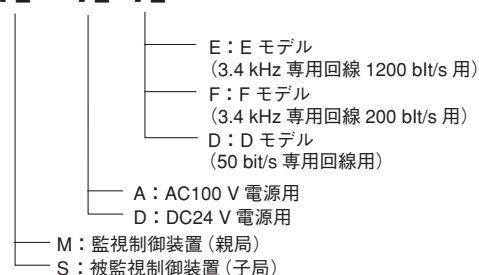 E：E モデル
（3.4 kHz 専用回線 1200 bIt/s 用）
F：F モデル
（3.4 kHz 専用回線 200 bit/s 用）
D：D モデル
（50 bit/s 専用回線用）
A：AC100 V 電源用
D：DC24 V 電源用
M：監視制御装置（親局）
S：被監視制御装置（子局）